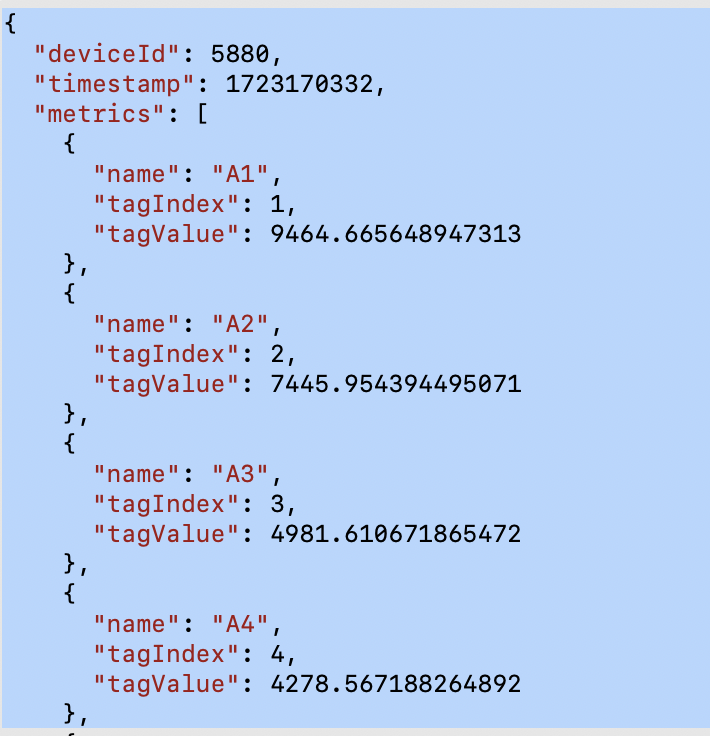 {
  "deviceId": 5880,
  "timestamp": 1723170332,
  "metrics": [
    {
      "name": "A1",
      "tagIndex": 1,
      "tagValue": 9464.665648947313
    },
    {
      "name": "A2",
      "tagIndex": 2,
      "tagValue": 7445.954394495071
    },
    {
      "name": "A3",
      "tagIndex": 3,
      "tagValue": 4981.610671865472
    },
    {
      "name": "A4",
      "tagIndex": 4,
      "tagValue": 4278.567188264892
    },